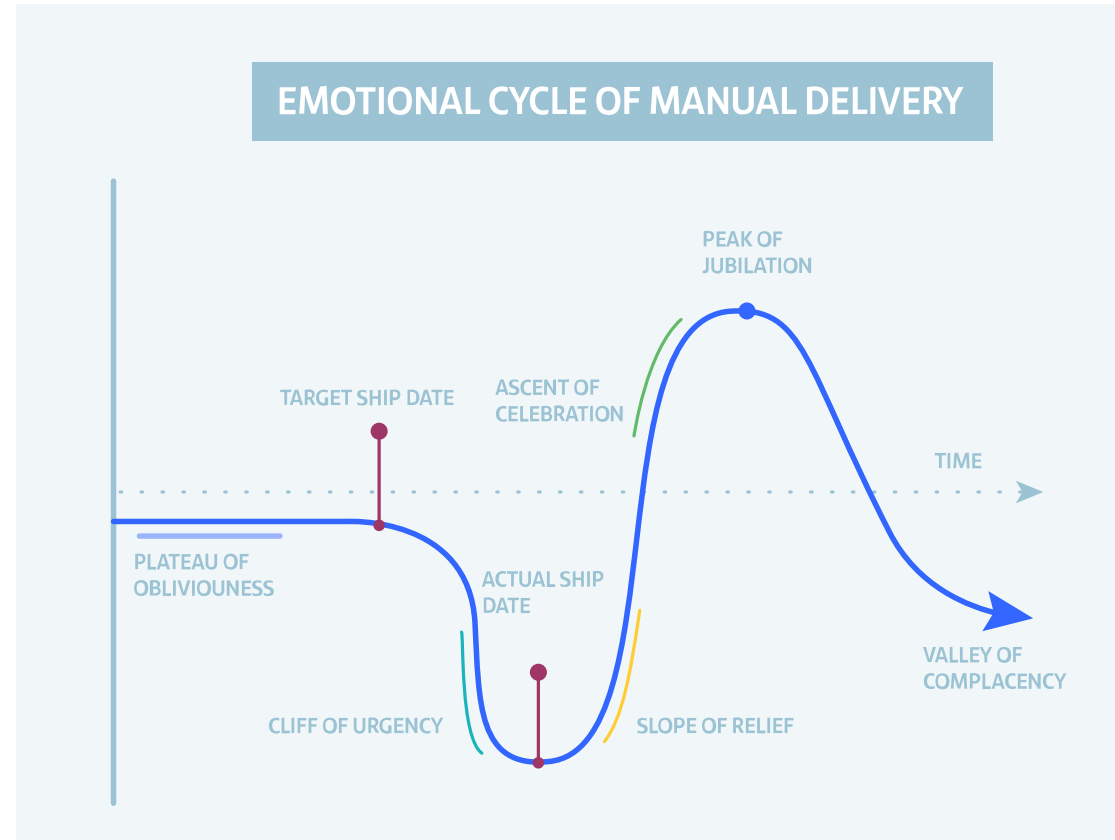 EMOTIONAL CYCLE OF MANUAL DELIVERY
PEAK OF
JUBILATION
TARGET SHIP DATE
ASCENT OF
CELEBRATION
TIME
PLATEAU OF
OBLIVIOUNESS
ACTUAL SHIP
DATE
VALLEY OF
COMPLACENCY
CLIFF OF URGENCY
SLOPE OF RELIEF